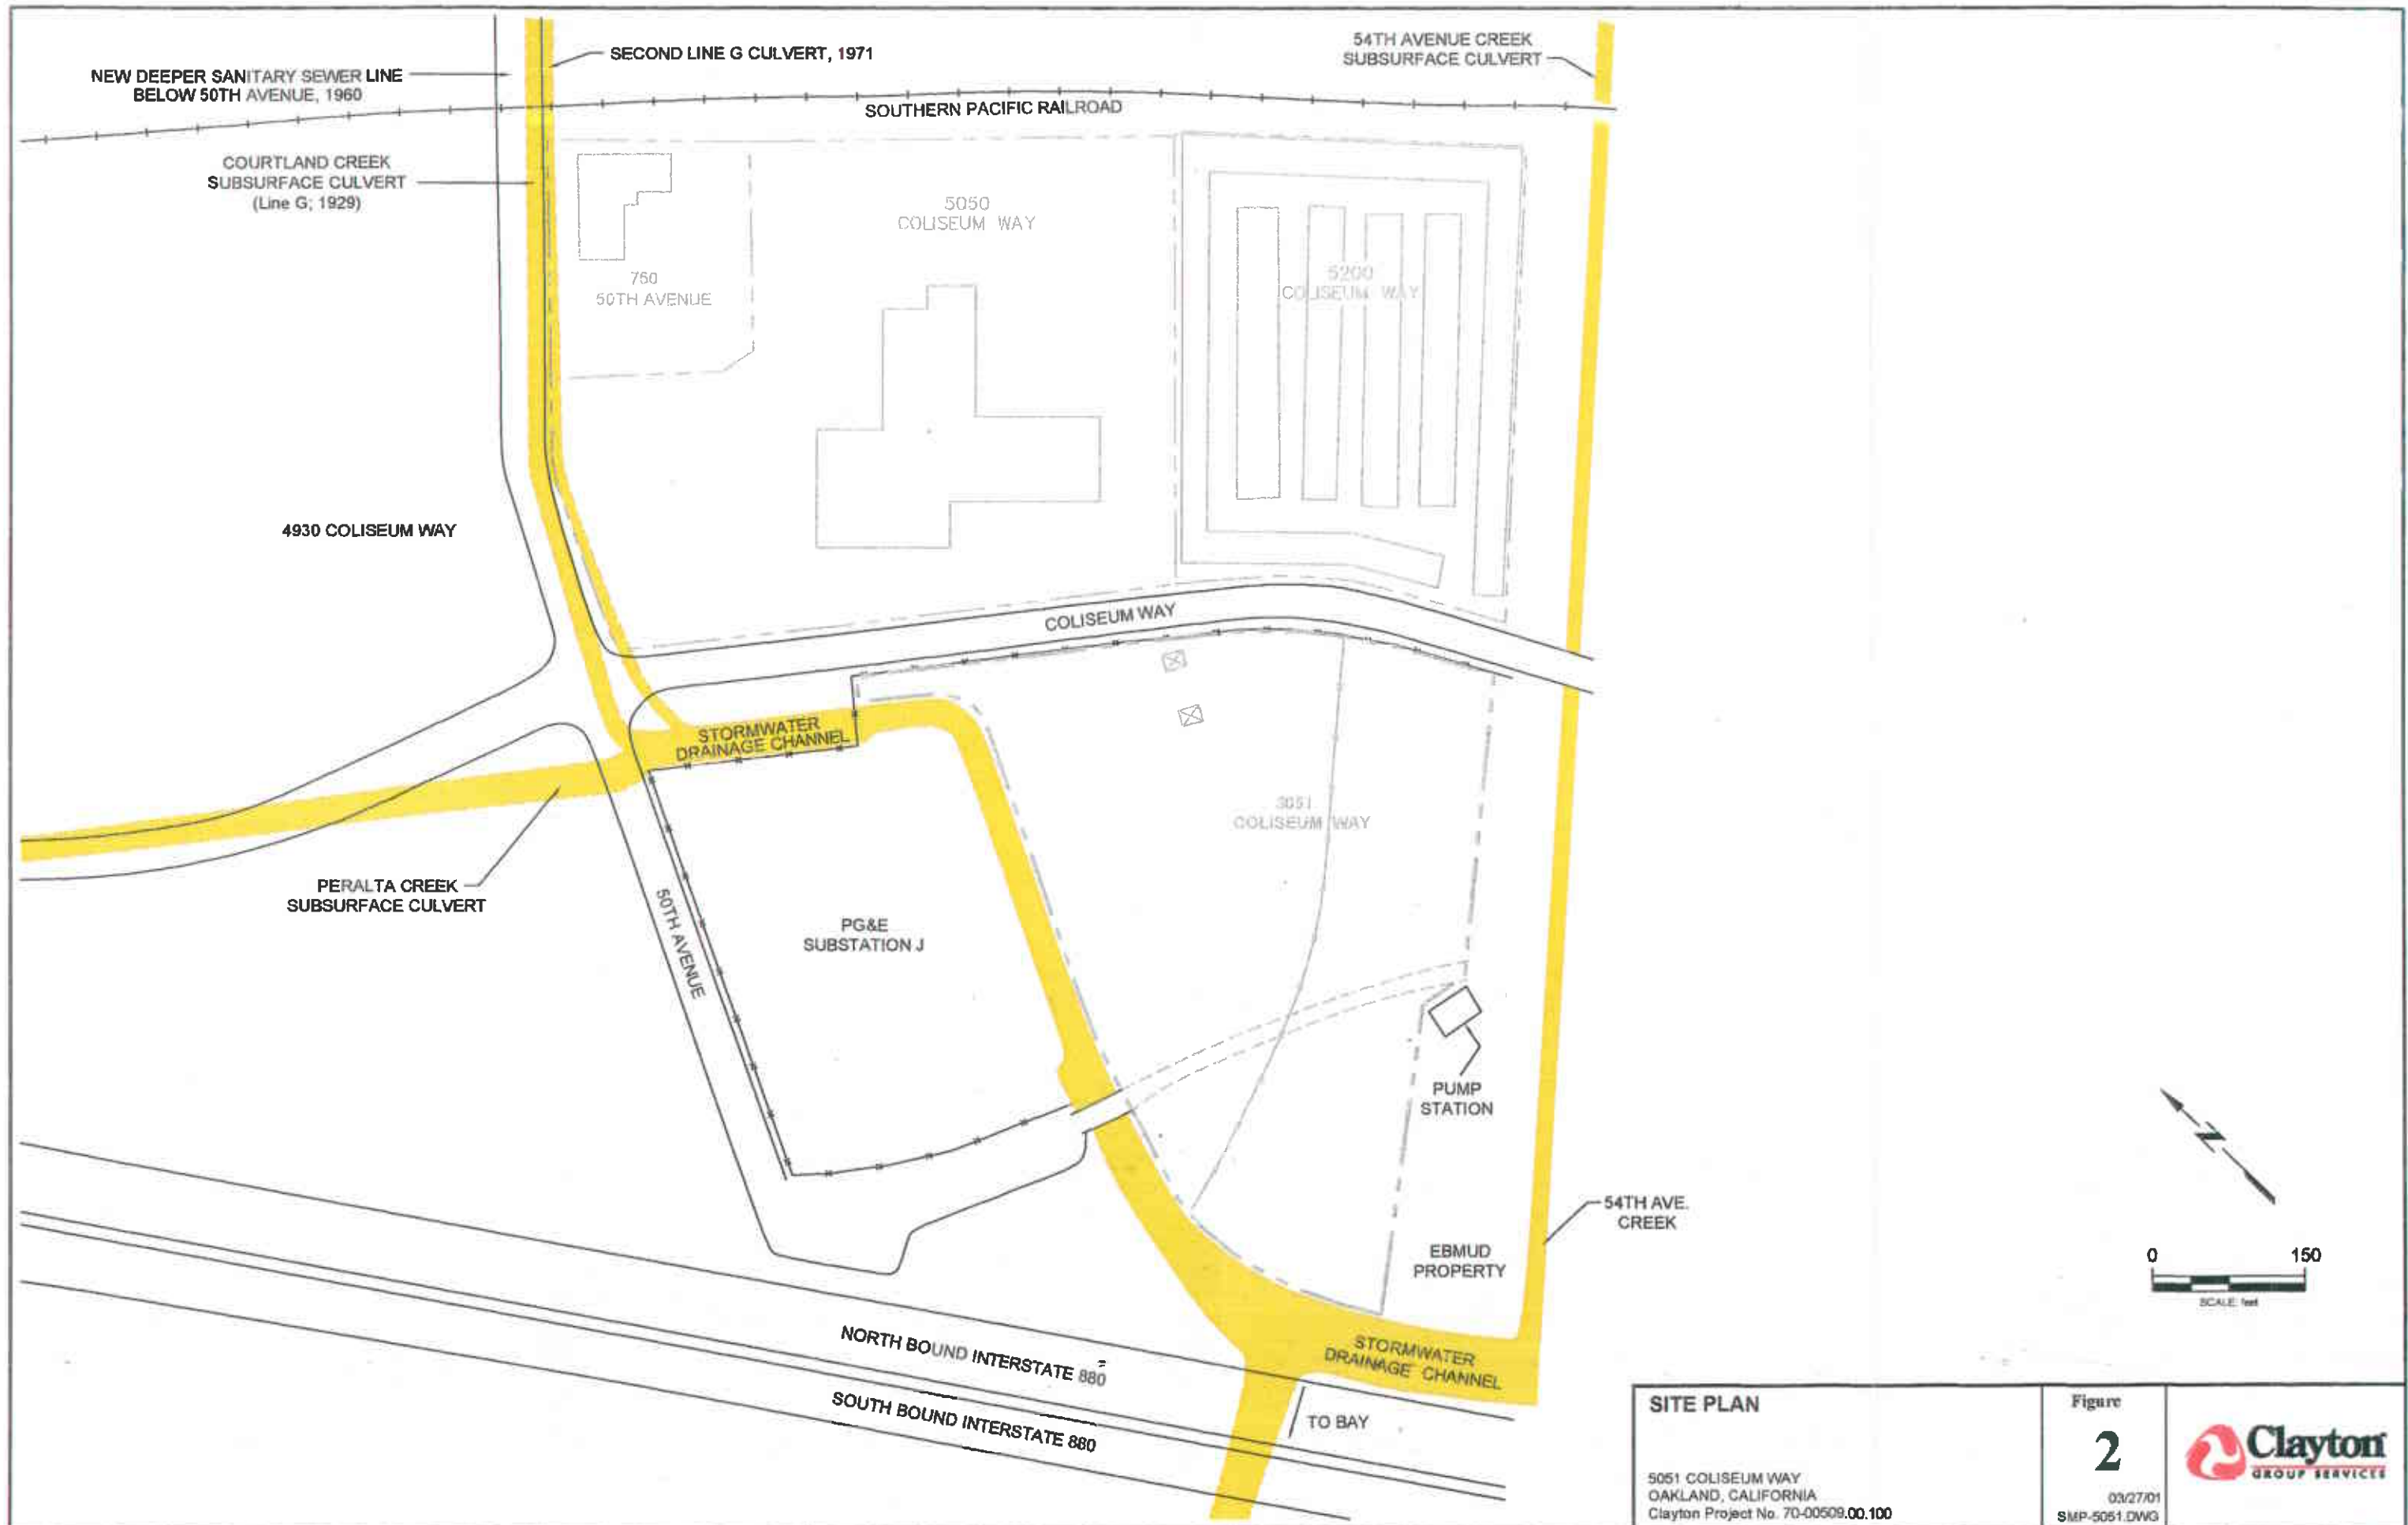 SECOND LINE G CULVERT, 1971
54TH AVENUE CREEK
SUBSURFACE CULVERT
NEW DEEPER SANITARY SEWER LINE
BELOW 50TH AVENUE, 1960
SOUTHERN PACIFIC RAILROAD
COURTLAND CREEK
SUBSURFACE CULVERT
(Line G; 1929)
5050
COLISEUM WAY
750
50TH AVENUE
5200
COLISEUM WAY
4930 COLISEUM WAY
COLISEUM WAY
STORMWATER
DRAINAGE CHANNEL
5051
COLISEUM WAY
PERALTA CREEK
SUBSURFACE CULVERT
50TH AVENUE
PG&E
SUBSTATION J
PUMP
STATION
N
54TH AVE.
CREEK
EBMUD
PROPERTY
0 150
SCALE: feet
STORMWATER
DRAINAGE CHANNEL
NORTH BOUND INTERSTATE 880
SOUTH BOUND INTERSTATE 880
TO BAY
SITE PLAN
5051 COLISEUM WAY
OAKLAND, CALIFORNIA
Clayton Project No. 70-00509.00.100
Figure
2
03/27/01
SMP-5051.DWG
Clayton
GROUP SERVICES